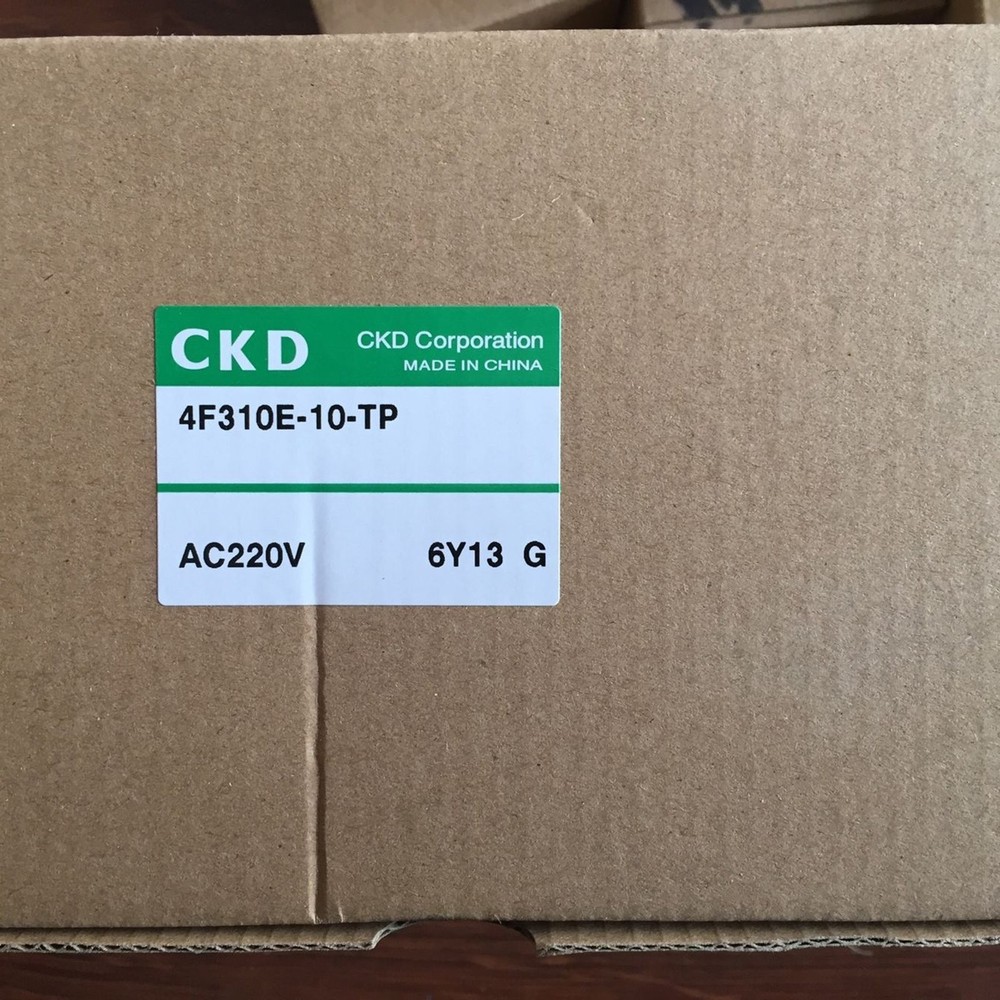 CKD
CKD Corporation
MADE IN CHINA
4F310E-10-TP
AC220V 6Y13 G